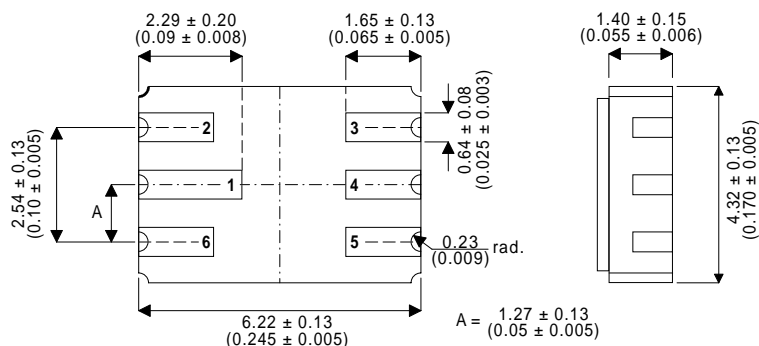 2.29 ± 0.20
(0.09 ± 0.008)
1.65 ± 0.13
(0.065 ± 0.005)
1.40 ± 0.15
(0.055 ± 0.006)
2
3
0.64 ± 0.08
(0.025 ± 0.003)
2.54 ± 0.13
(0.10 ± 0.005)
A
1
4
4.32 ± 0.13
(0.170 ± 0.005)
6
5
0.23 rad.
(0.009)
6.22 ± 0.13
(0.245 ± 0.005)
A = 1.27 ± 0.13
(0.05 ± 0.005)